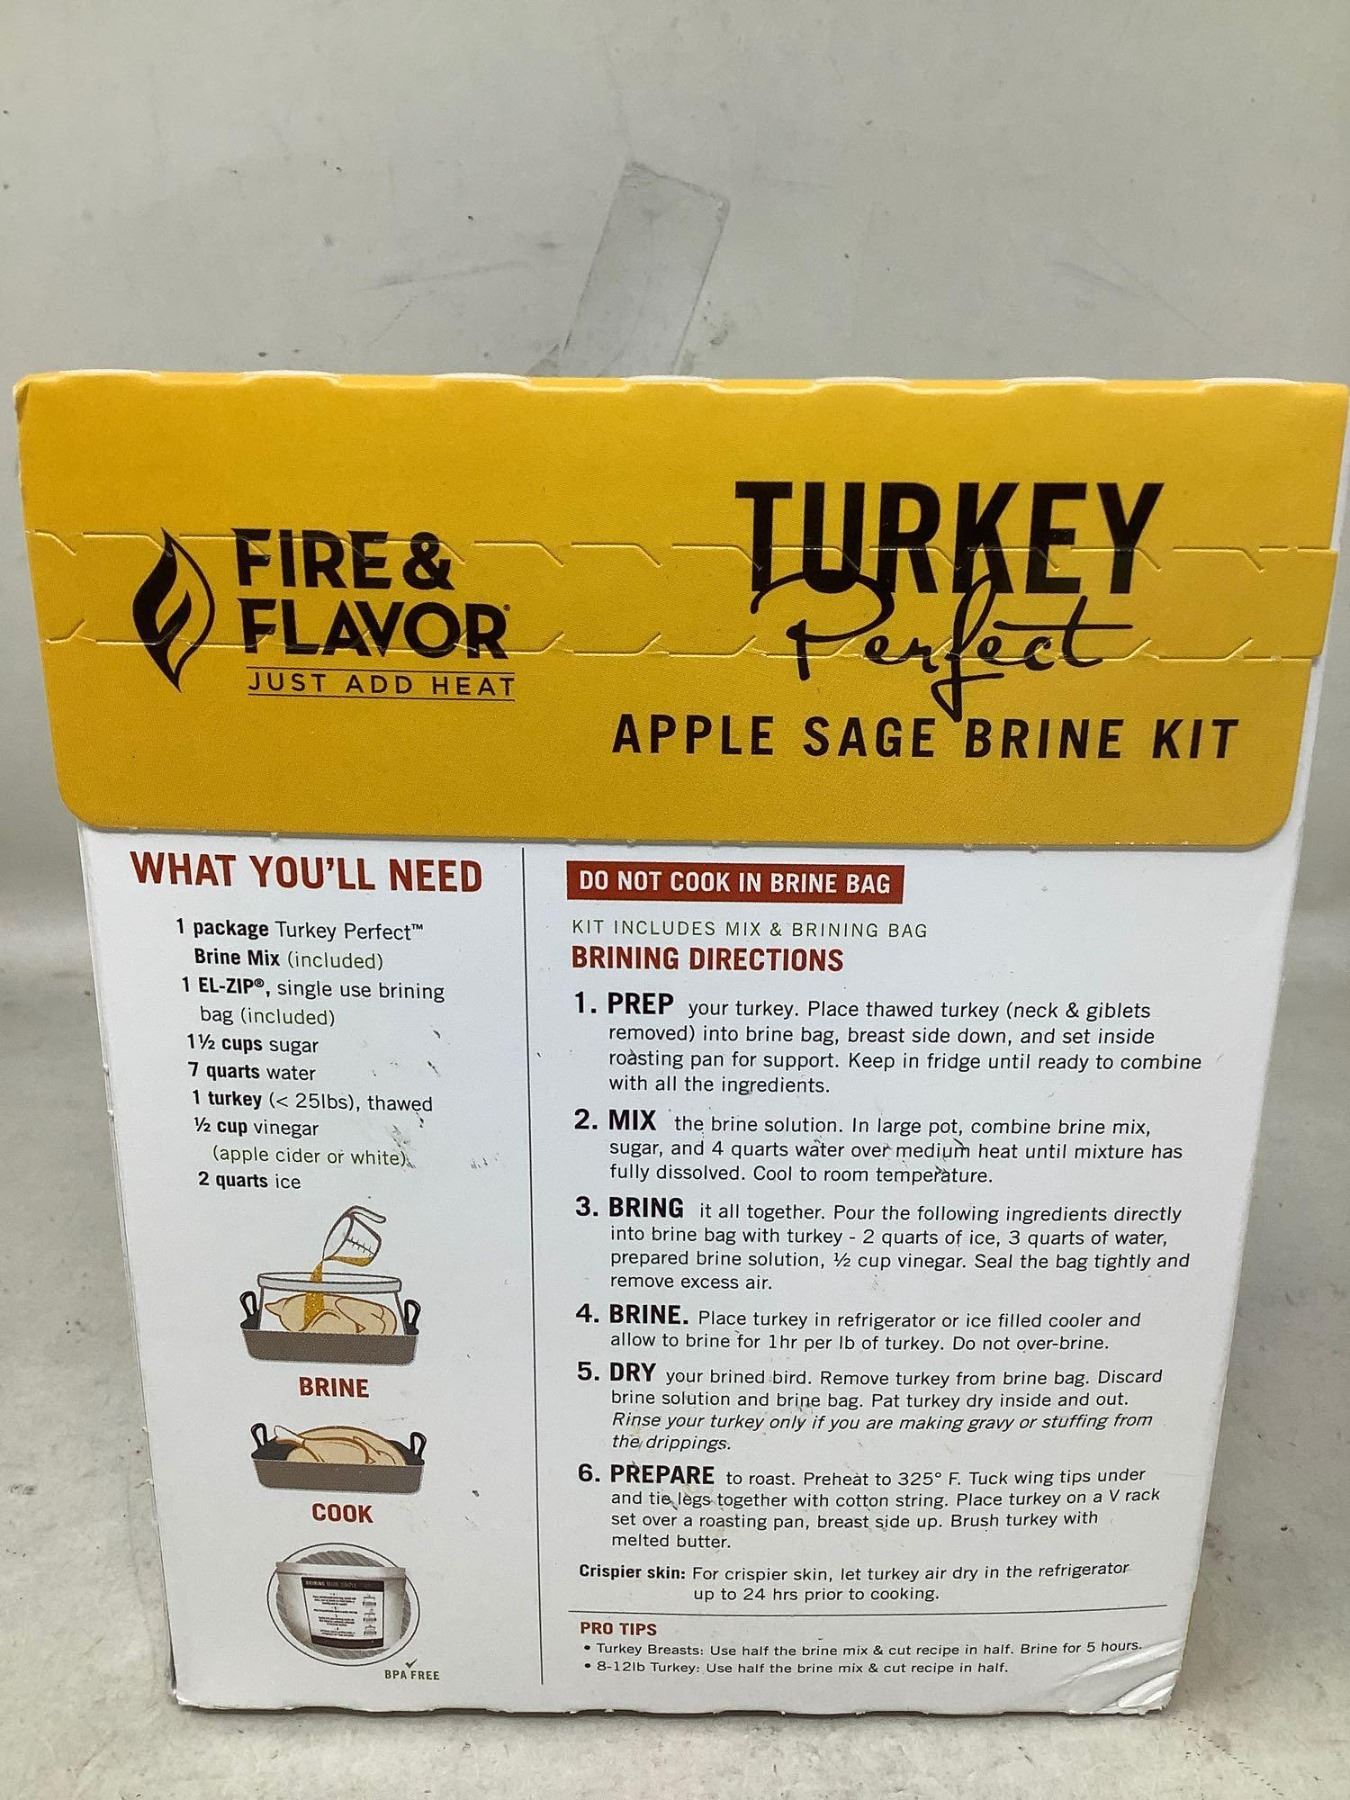 FIRE &
FLAVOR®
JUST ADD HEAT
TURKEY
Perfect
APPLE SAGE BRINE KIT
WHAT YOU'LL NEED
1 package Turkey Perfect™
Brine Mix (included)
1 EL-ZIP®, single use brining
bag (included)
1½ cups sugar
7 quarts water
1 turkey (< 25lbs), thawed
½ cup vinegar
(apple cider or white)
2 quarts ice
BRINE
COOK
BPA FREE
DO NOT COOK IN BRINE BAG
KIT INCLUDES MIX & BRINING BAG
BRINING DIRECTIONS
1. PREP your turkey. Place thawed turkey (neck & giblets
removed) into brine bag, breast side down, and set inside
roasting pan for support. Keep in fridge until ready to combine
with all the ingredients.
2. MIX the brine solution. In large pot, combine brine mix,
sugar, and 4 quarts water over medium heat until mixture has
fully dissolved. Cool to room temperature.
3. BRING it all together. Pour the following ingredients directly
into brine bag with turkey - 2 quarts of ice, 3 quarts of water,
prepared brine solution, ½ cup vinegar. Seal the bag tightly and
remove excess air.
4. BRINE. Place turkey in refrigerator or ice filled cooler and
allow to brine for 1hr per lb of turkey. Do not over-brine.
5. DRY your brined bird. Remove turkey from brine bag. Discard
brine solution and brine bag. Pat turkey dry inside and out.
Rinse your turkey only if you are making gravy or stuffing from
the drippings.
6. PREPARE to roast. Preheat to 325° F. Tuck wing tips under
and tie legs together with cotton string. Place turkey on a V rack
set over a roasting pan, breast side up. Brush turkey with
melted butter.
Crispier skin: For crispier skin, let turkey air dry in the refrigerator
up to 24 hrs prior to cooking.
PRO TIPS
• Turkey Breasts: Use half the brine mix & cut recipe in half. Brine for 5 hours.
• 8-12lb Turkey: Use half the brine mix & cut recipe in half.